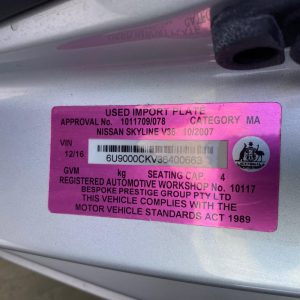 USED IMPORT PLATE
APPROVAL No. 1011709/078 CATEGORY MA
NISSAN SKYLINE V36 10/2007
VIN
12/16 6U9000CKV36400663
GVM kg SEATING CAP. 4
REGISTERED AUTOMOTIVE WORKSHOP No. 10117
BESPOKE PRESTIGE GROUP PTY LTD
THIS VEHICLE COMPLIES WITH THE
MOTOR VEHICLE STANDARDS ACT 1989